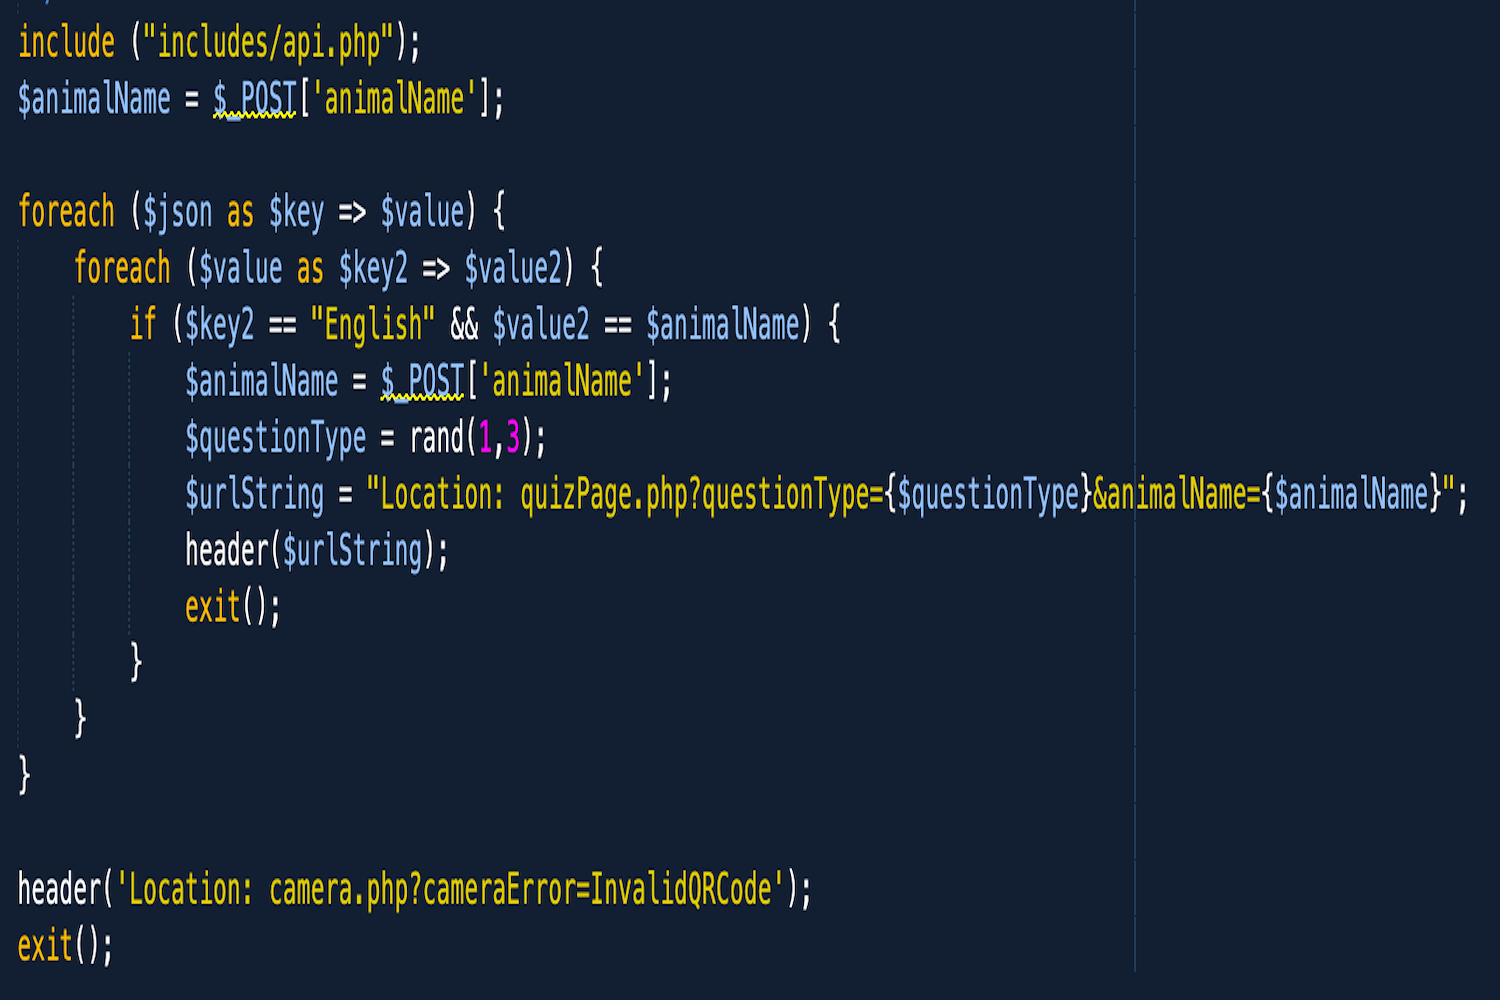 include ("includes/api.php");
$animalName = $_POST['animalName'];
foreach ($json as $key => $value) {
foreach ($value as $key2 => $value2) {
if ($key2 == "English" && $value2 == $animalName) {
$animalName = $_POST['animalName'];
$questionType = rand(1,3);
$urlString = "Location: quizPage.php?questionType={$questionType}&animalName={$animalName}";
header($urlString);
exit();
}
}
}
header('Location: camera.php?cameraError=InvalidQRCode');
exit();